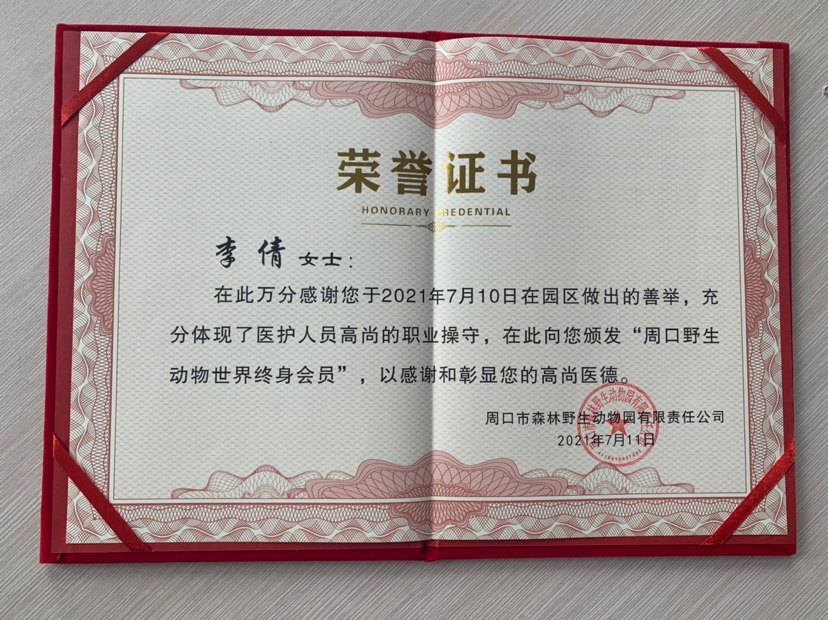 荣誉证书
HONORARY CREDENTIAL
李倩 女士：
在此万分感谢您于2021年7月10日在园区做出的善举，充
分体现了医护人员高尚的职业操守，在此向您颁发“周口野生
动物世界终身会员”，以感谢和彰显您的高尚医德。
周口市森林野生动物园有限责任公司
2021年7月11日